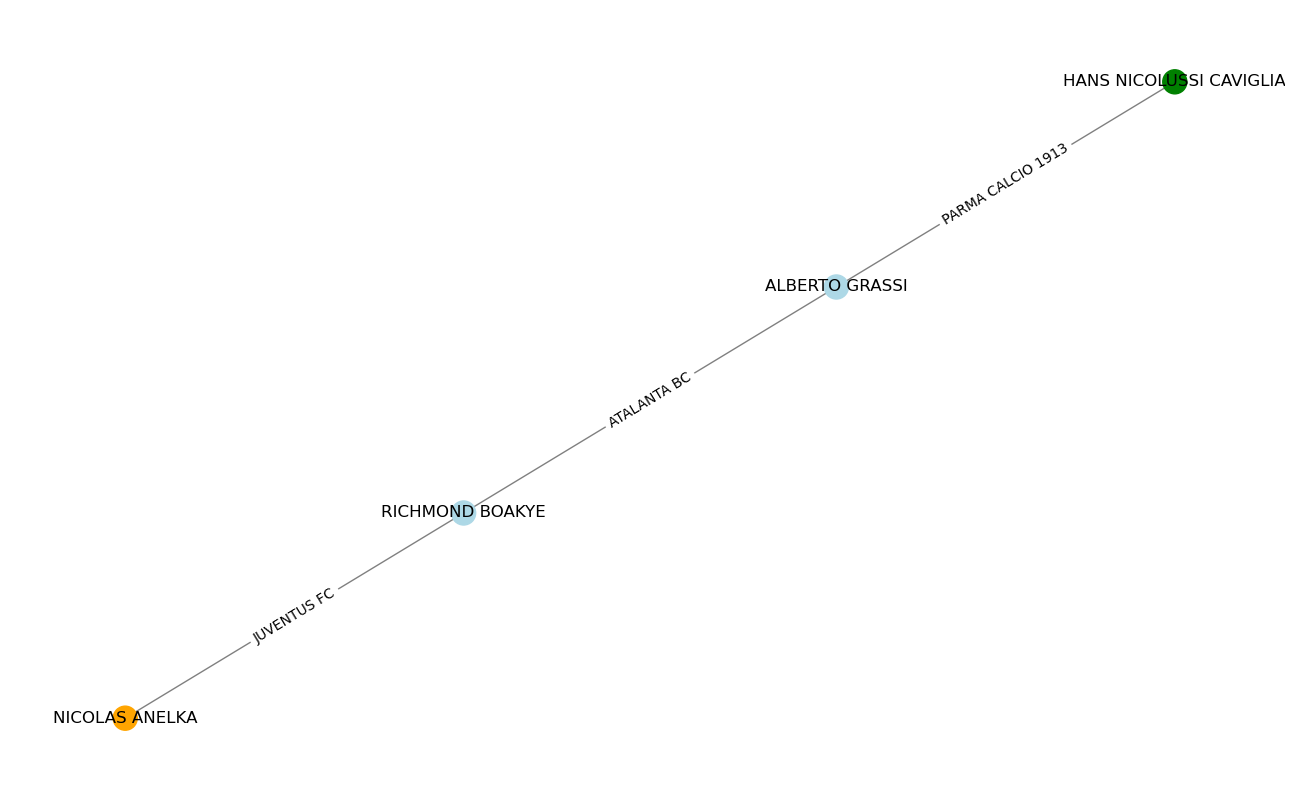 HANS NICOLUSSI CAVIGLIA
PARMA CALCIO 1913
ALBERTO GRASSI
ATALANTA BC
RICHMOND BOAKYE
JUVENTUS FC
NICOLAS ANELKA